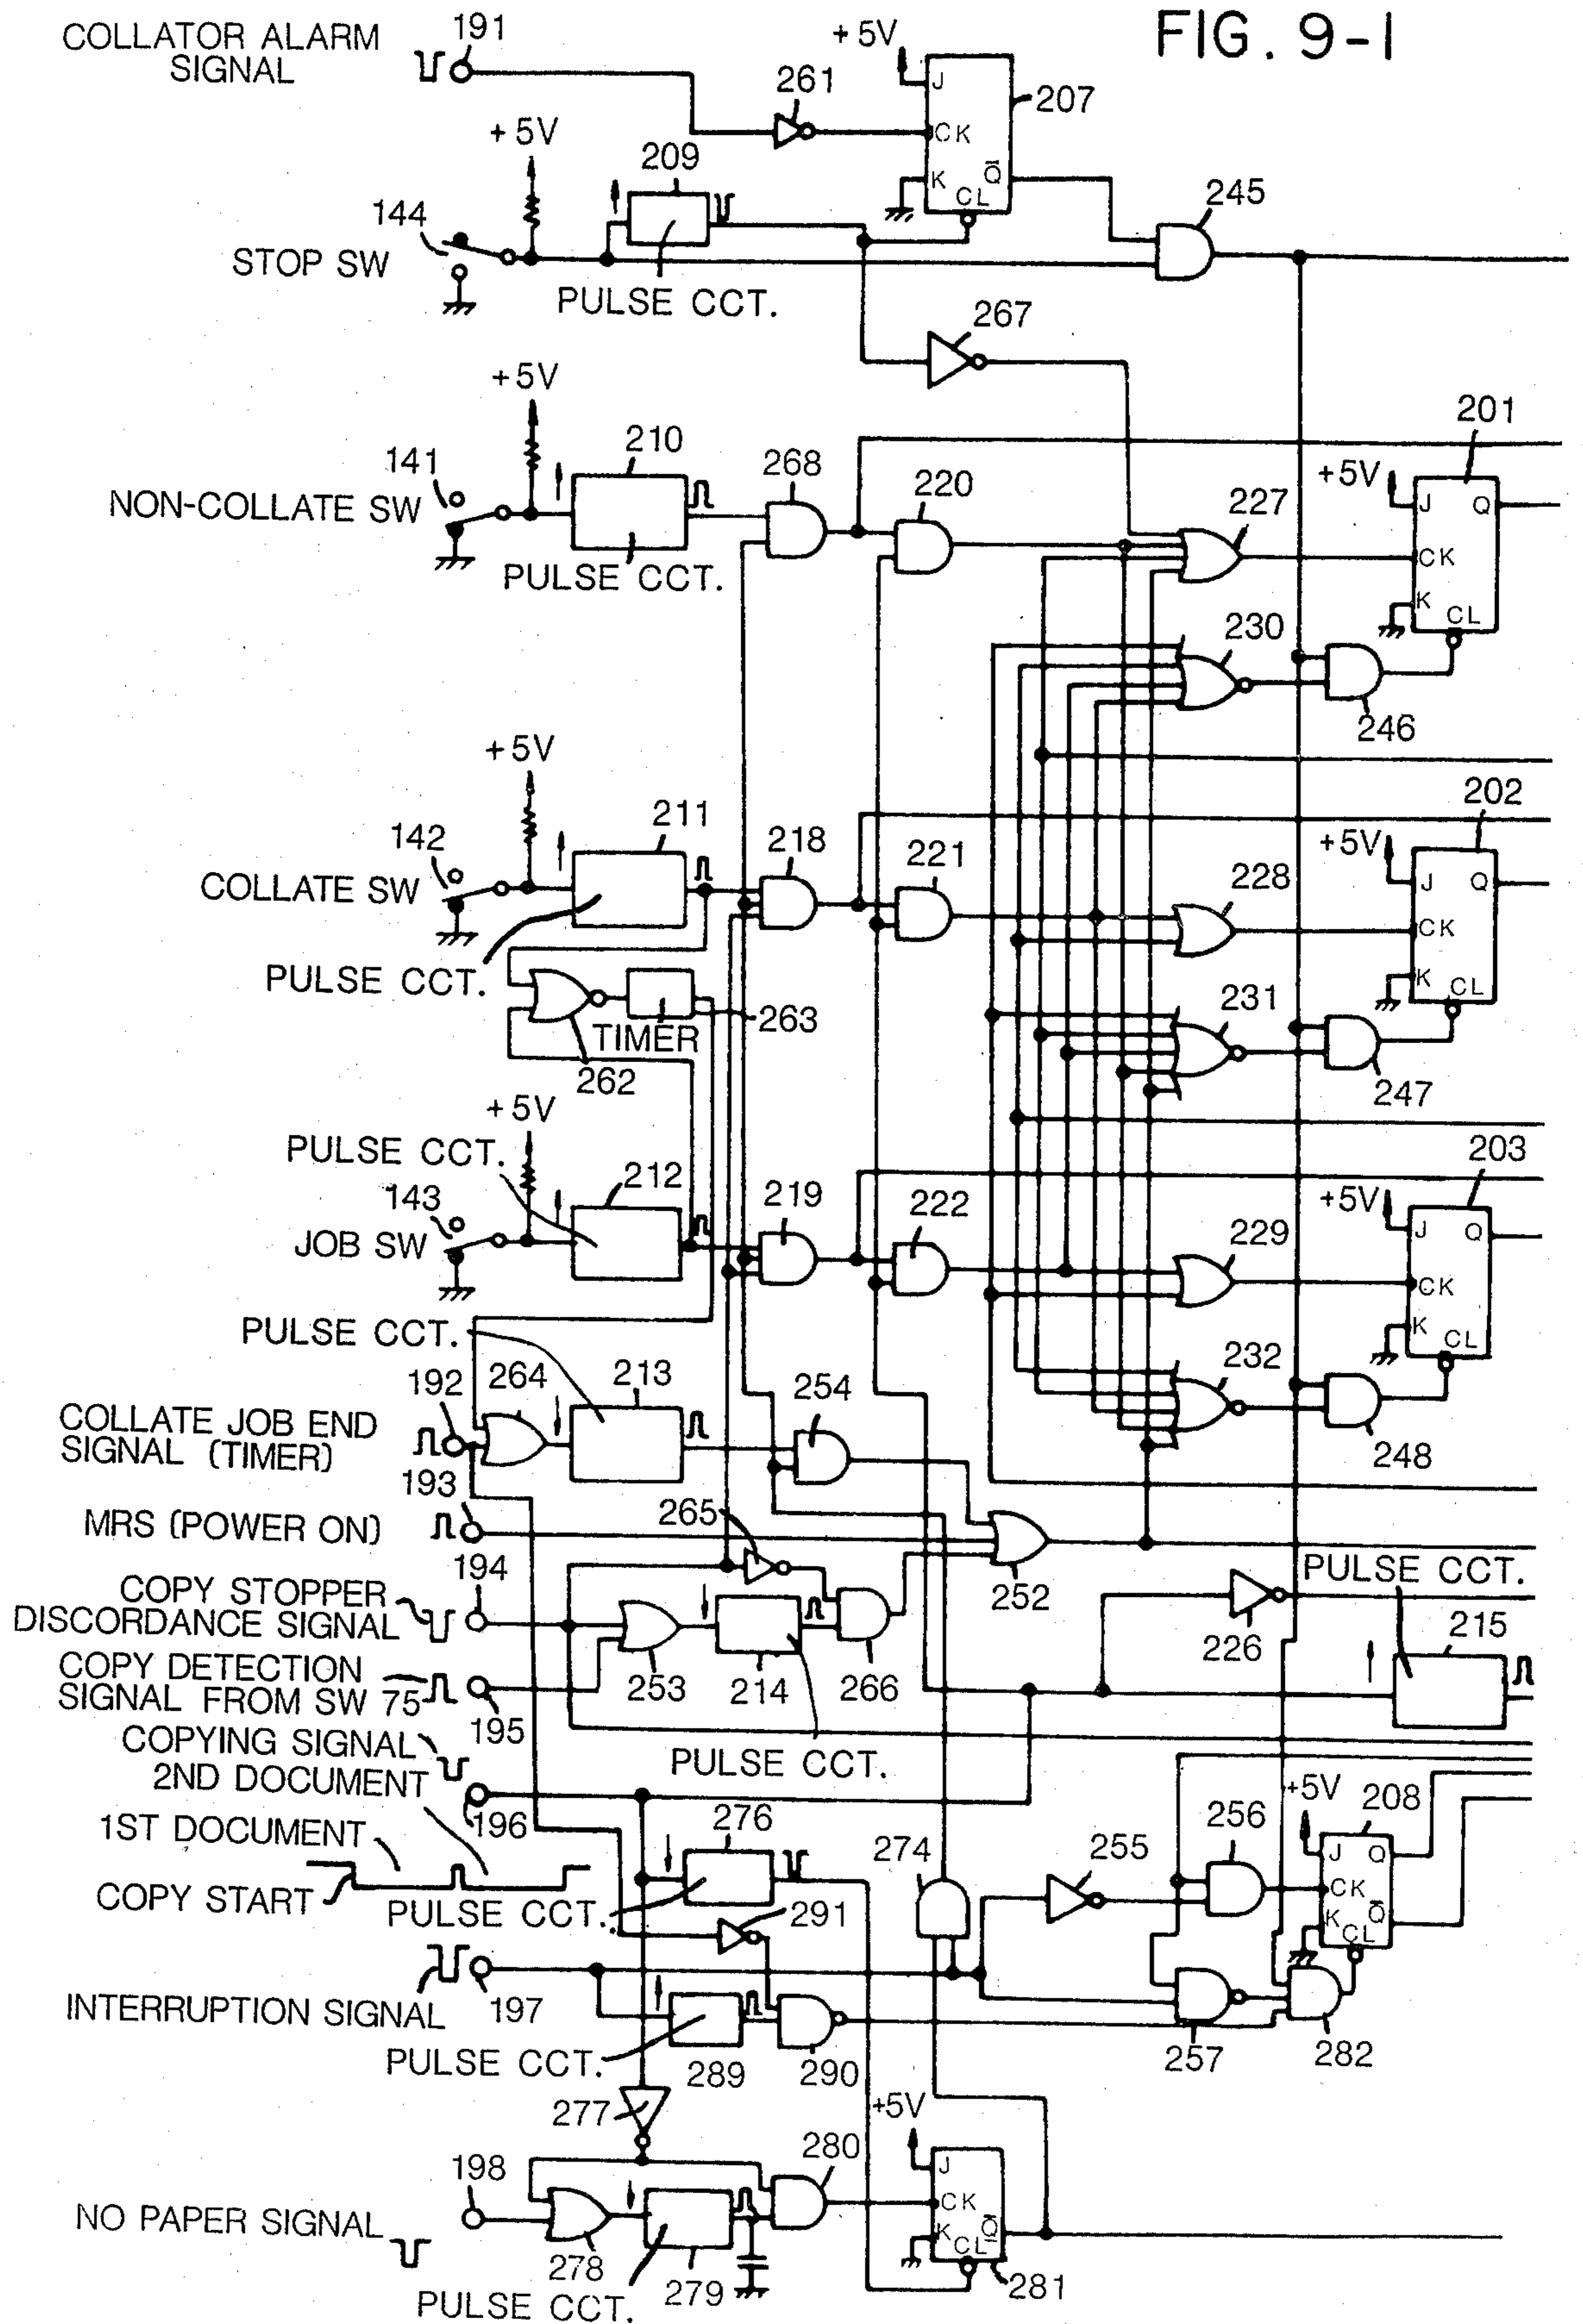 FIG. 9-1
COLLATOR ALARM
SIGNAL
191
+5V
261
J
CK
K
Q̄
CL
207
+5V
209
144
STOP SW
PULSE CCT.
245
267
+5V
210
141
NON-COLLATE SW
PULSE CCT.
268
220
227
201
+5V
J
Q
CK
K
CL
230
246
+5V
211
142
COLLATE SW
PULSE CCT.
218
221
228
202
+5V
J
Q
CK
K
CL
231
247
TIMER
263
262
+5V
PULSE CCT.
212
143
JOB SW
219
222
229
203
+5V
J
Q
CK
K
CL
232
248
PULSE CCT.
192
264
213
254
COLLATE JOB END
SIGNAL (TIMER)
193
MRS (POWER ON)
265
252
194
COPY STOPPER
DISCORDANCE SIGNAL
253
214
266
226
PULSE CCT.
215
COPY DETECTION
SIGNAL FROM SW 75
195
PULSE CCT.
COPYING SIGNAL
2ND DOCUMENT
196
1ST DOCUMENT
COPY START
276
PULSE CCT.
291
274
255
256
+5V
208
J
Q
CK
K
Q̄
CL
INTERRUPTION SIGNAL
197
PULSE CCT.
289
290
257
282
277
198
NO PAPER SIGNAL
278
279
PULSE CCT.
280
+5V
J
CK
K
Q̄
CL
281